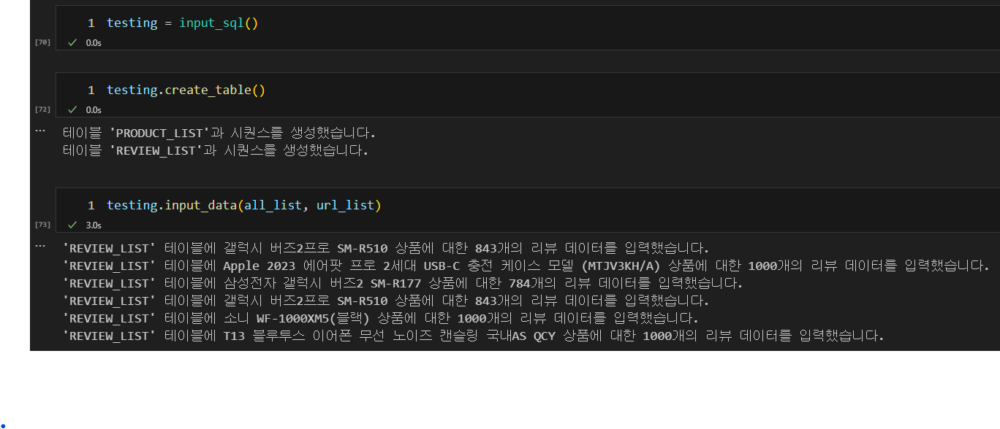 1 testing = input_sql()
[70] ✓ 0.0s
1 testing.create_table()
[72] ✓ 0.0s
... 테이블 'PRODUCT_LIST'과 시퀀스를 생성했습니다.
테이블 'REVIEW_LIST'과 시퀀스를 생성했습니다.
1 testing.input_data(all_list, url_list)
[73] ✓ 3.0s
... 'REVIEW_LIST' 테이블에 갤럭시 버즈2프로 SM-R510 상품에 대한 843개의 리뷰 데이터를 입력했습니다.
'REVIEW_LIST' 테이블에 Apple 2023 에어팟 프로 2세대 USB-C 충전 케이스 모델 (MTJV3KH/A) 상품에 대한 1000개의 리뷰 데이터를 입력했습니다.
'REVIEW_LIST' 테이블에 삼성전자 갤럭시 버즈2 SM-R177 상품에 대한 784개의 리뷰 데이터를 입력했습니다.
'REVIEW_LIST' 테이블에 갤럭시 버즈2프로 SM-R510 상품에 대한 843개의 리뷰 데이터를 입력했습니다.
'REVIEW_LIST' 테이블에 소니 WF-1000XM5(블랙) 상품에 대한 1000개의 리뷰 데이터를 입력했습니다.
'REVIEW_LIST' 테이블에 T13 블루투스 이어폰 무선 노이즈 캔슬링 국내AS QCY 상품에 대한 1000개의 리뷰 데이터를 입력했습니다.